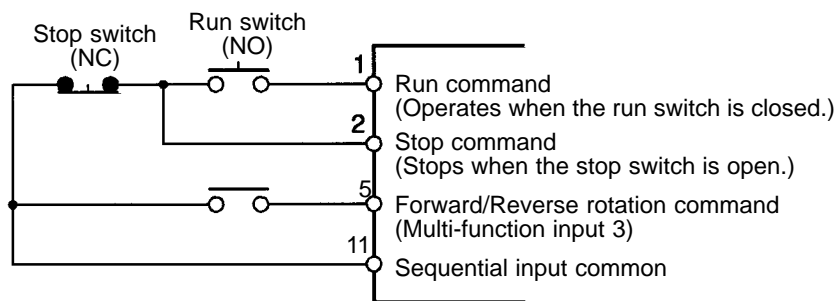 Stop switch
(NC)
Run switch
(NO)
1
Run command
(Operates when the run switch is closed.)
2
Stop command
(Stops when the stop switch is open.)
5
Forward/Reverse rotation command
(Multi-function input 3)
11
Sequential input common